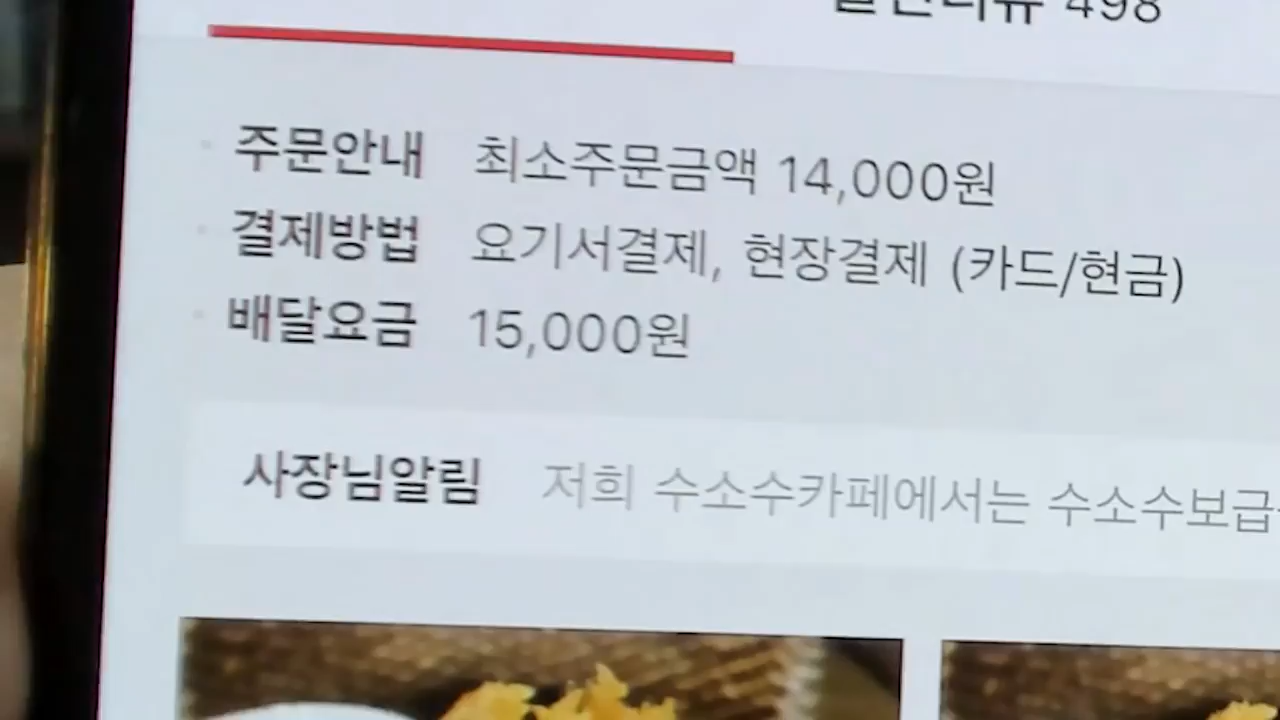 498
주문안내 최소주문금액 14,000원
결제방법 요기서결제, 현장결제 (카드/현금)
배달요금 15,000원
사장님알림 저희 수소수카페에서는 수소수보급